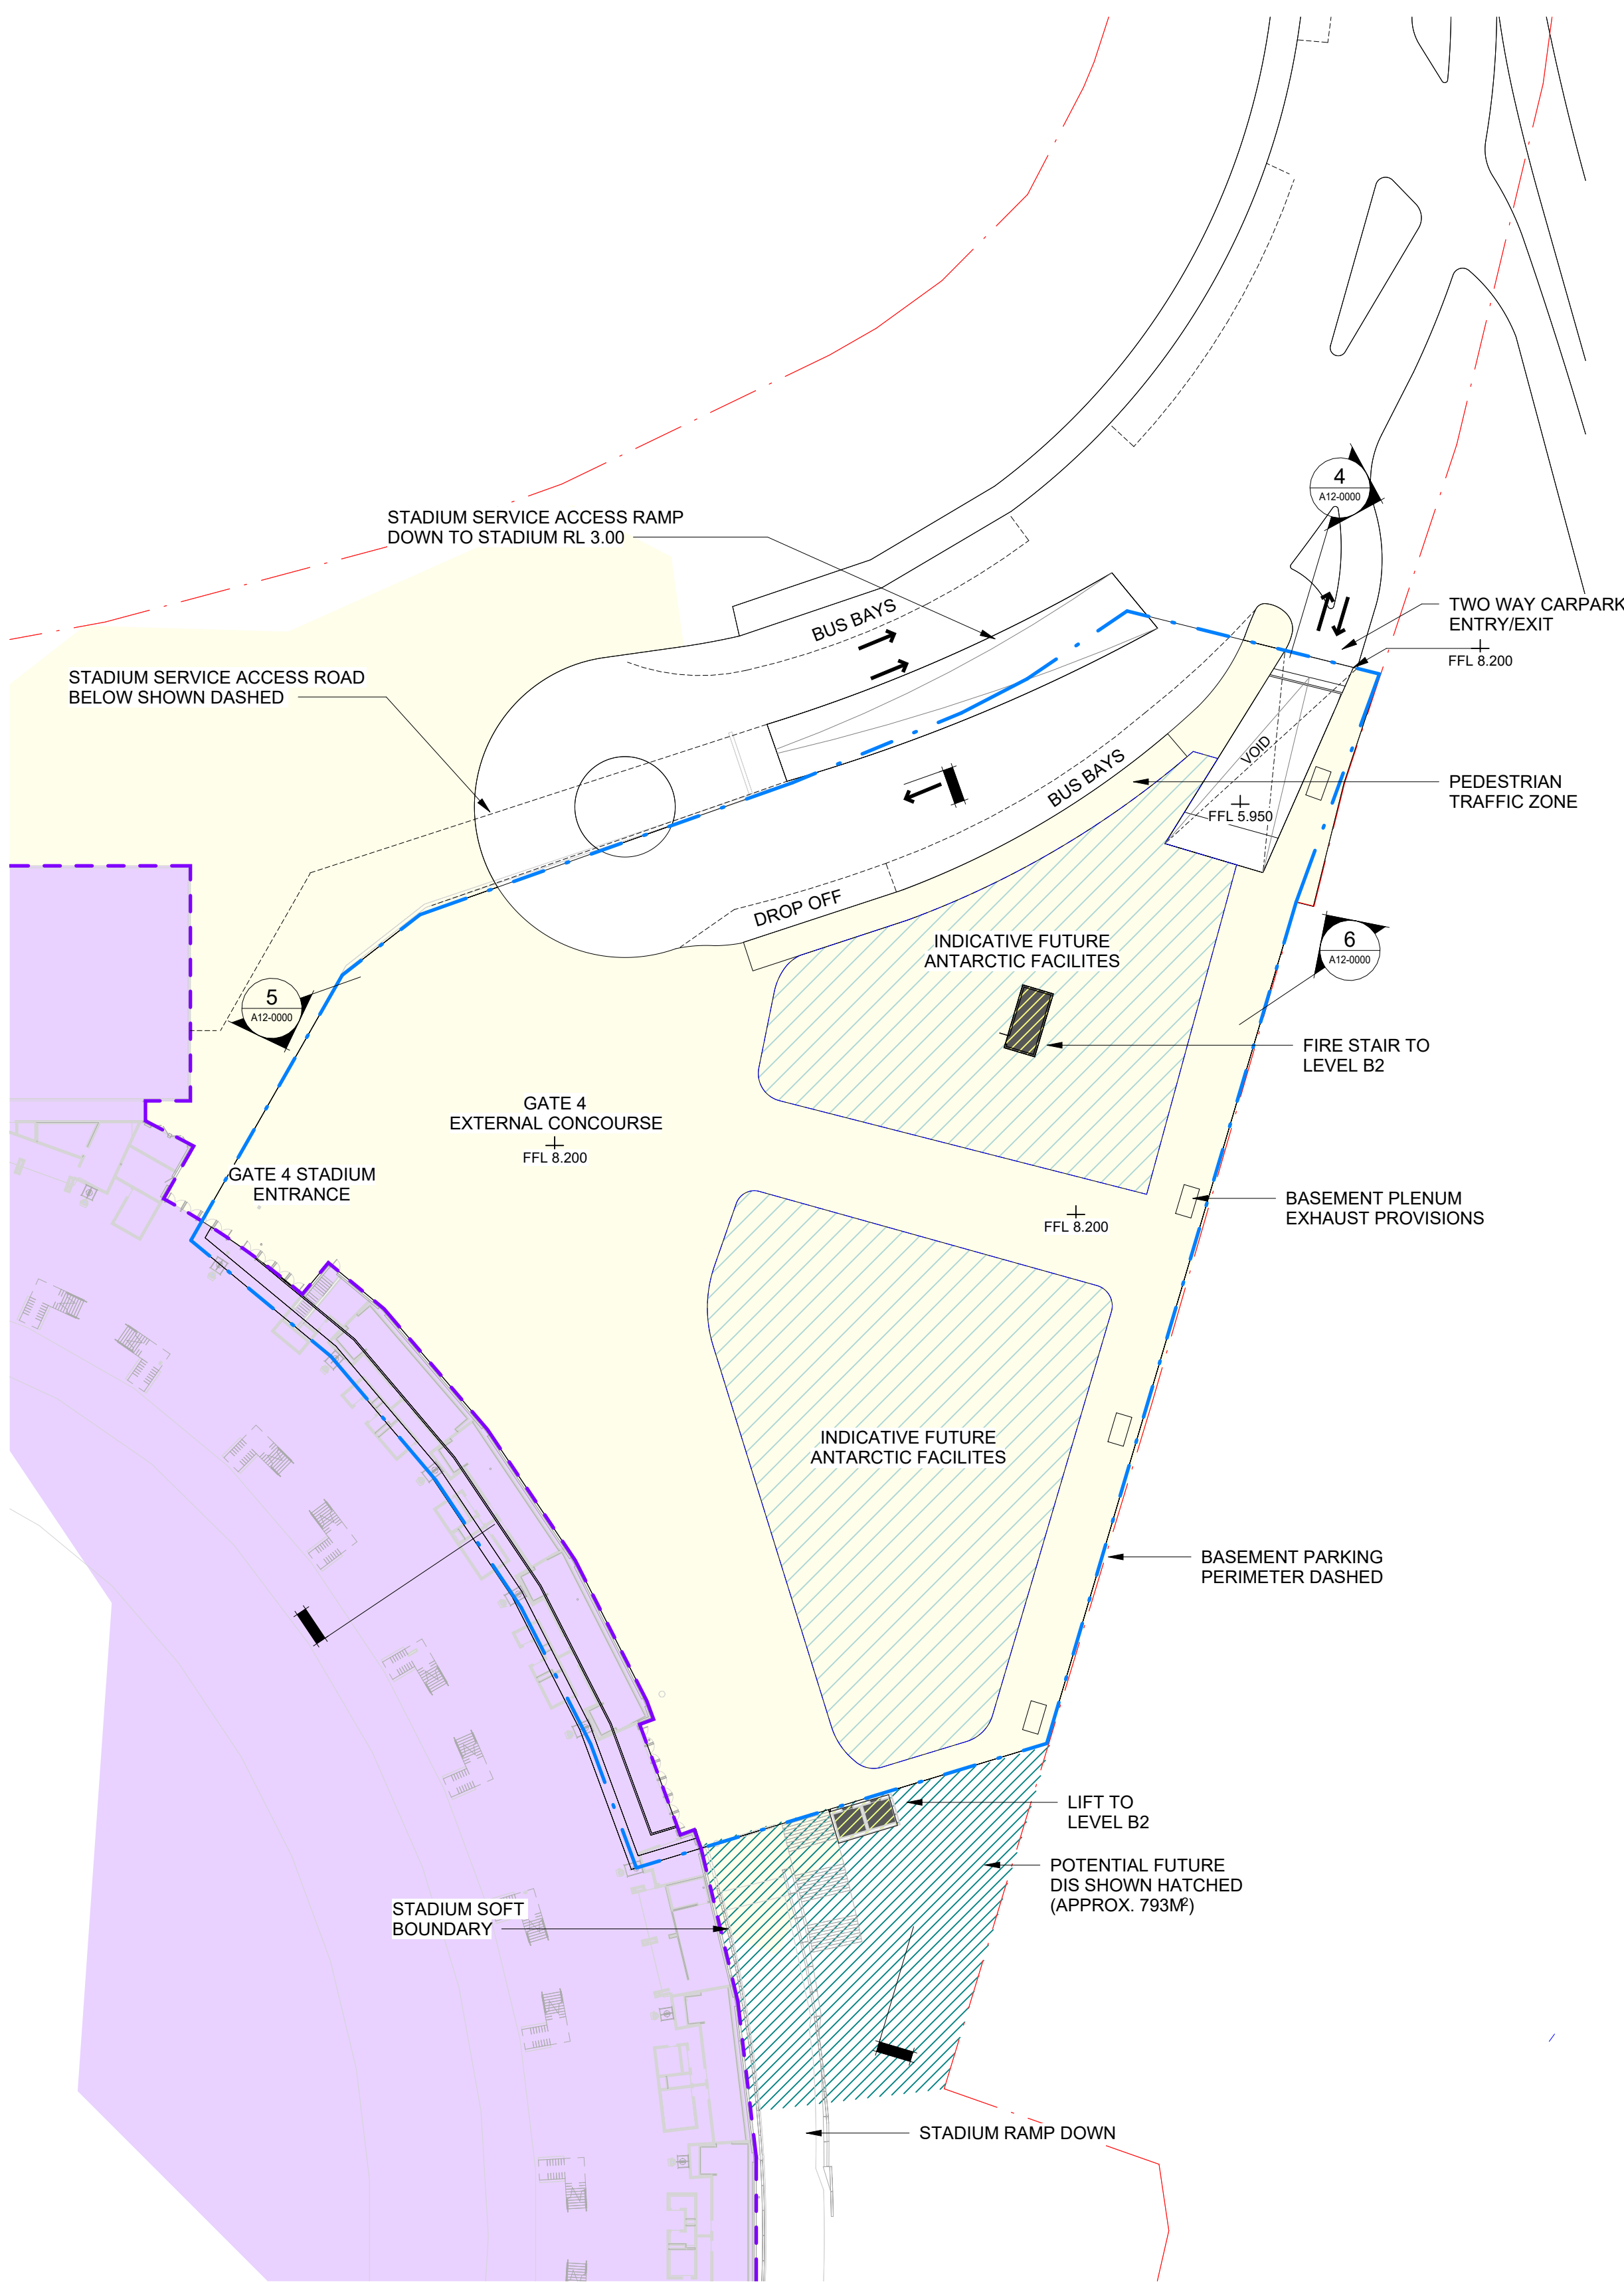 4
A12-0000
STADIUM SERVICE ACCESS RAMP
DOWN TO STADIUM RL 3.00
BUS BAYS
TWO WAY CARPARK
ENTRY/EXIT
FFL 8.200
STADIUM SERVICE ACCESS ROAD
BELOW SHOWN DASHED
VOID
BUS BAYS
PEDESTRIAN
TRAFFIC ZONE
FFL 5.950
DROP OFF
INDICATIVE FUTURE
ANTARCTIC FACILITES
6
A12-0000
5
A12-0000
FIRE STAIR TO
LEVEL B2
GATE 4
EXTERNAL CONCOURSE
FFL 8.200
GATE 4 STADIUM
ENTRANCE
BASEMENT PLENUM
EXHAUST PROVISIONS
FFL 8.200
INDICATIVE FUTURE
ANTARCTIC FACILITES
BASEMENT PARKING
PERIMETER DASHED
LIFT TO
LEVEL B2
POTENTIAL FUTURE
DIS SHOWN HATCHED
(APPROX. 793M²)
STADIUM SOFT
BOUNDARY
STADIUM RAMP DOWN